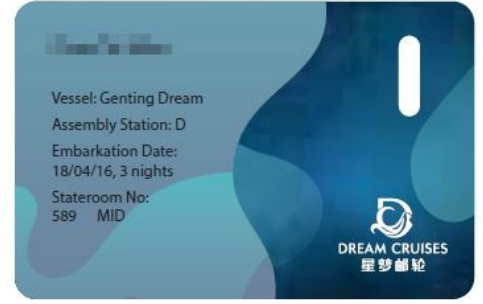 Vessel: Genting Dream
Assembly Station: D
Embarkation Date:
18/04/16, 3 nights
Stateroom No:
589 MID
DREAM CRUISES
星梦邮轮